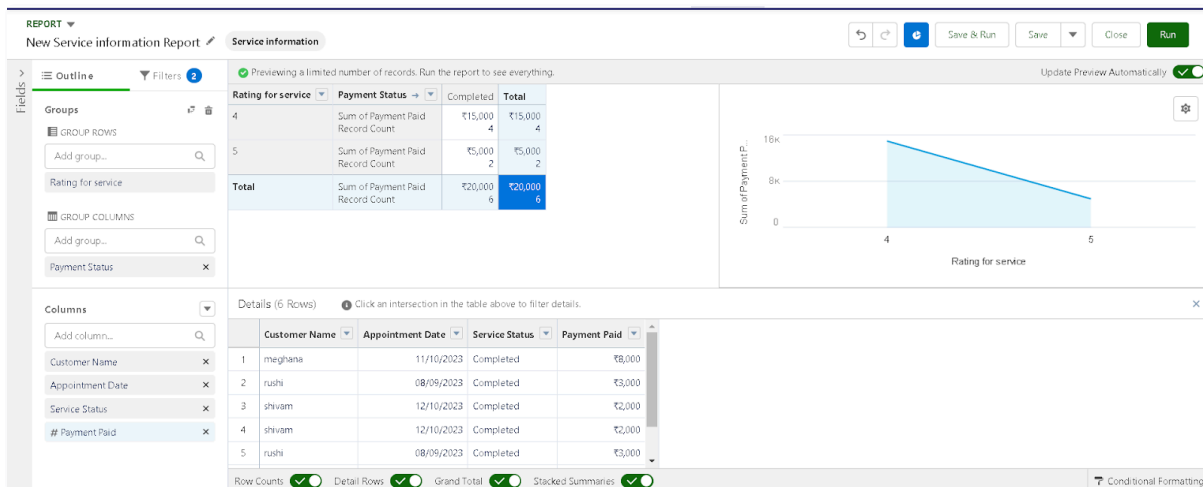 REPORT
New Service information Report
Service information
Save & Run
Save
Close
Run
Fields
Outline
Filters 2
Previewing a limited number of records. Run the report to see everything.
Update Preview Automatically
Groups
GROUP ROWS
Add group...
Rating for service
GROUP COLUMNS
Add group...
Payment Status
Columns
Add column...
Customer Name
Appointment Date
Service Status
# Payment Paid
Rating for service Payment Status → Completed Total
4 Sum of Payment Paid ₹15,000 ₹15,000
Record Count 4 4
5 Sum of Payment Paid ₹5,000 ₹5,000
Record Count 2 2
Total Sum of Payment Paid ₹20,000 ₹20,000
Record Count 6 6
Sum of Payment P...
16K
8K
0
4 5
Rating for service
Details (6 Rows) Click an intersection in the table above to filter details.
Customer Name Appointment Date Service Status Payment Paid
1 meghana 11/10/2023 Completed ₹8,000
2 rushi 08/09/2023 Completed ₹3,000
3 shivam 12/10/2023 Completed ₹2,000
4 shivam 12/10/2023 Completed ₹2,000
5 rushi 08/09/2023 Completed ₹3,000
Row Counts Detail Rows Grand Total Stacked Summaries Conditional Formatting